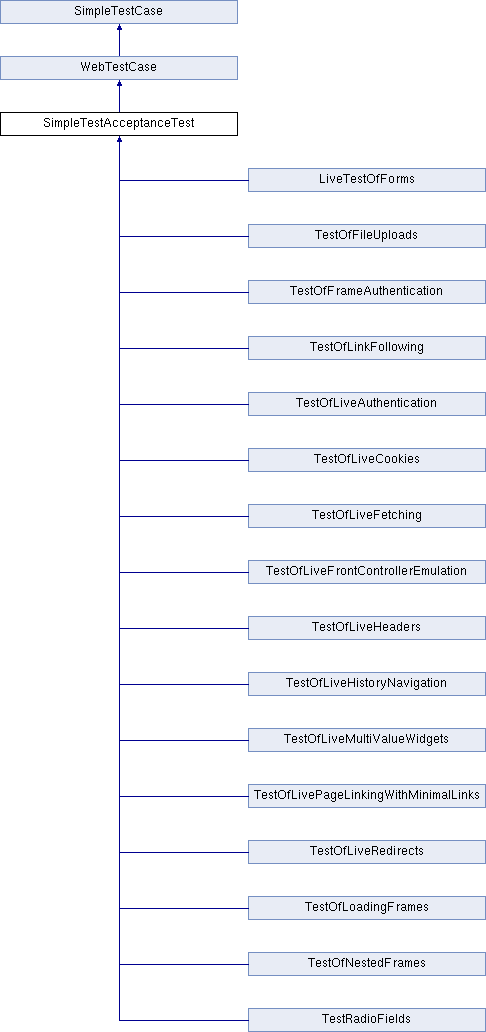 SimpleTestCase
WebTestCase
SimpleTestAcceptanceTest
LiveTestOfForms
TestOfFileUploads
TestOfFrameAuthentication
TestOfLinkFollowing
TestOfLiveAuthentication
TestOfLiveCookies
TestOfLiveFetching
TestOfLiveFrontControllerEmulation
TestOfLiveHeaders
TestOfLiveHistoryNavigation
TestOfLiveMultiValueWidgets
TestOfLivePageLinkingWithMinimalLinks
TestOfLiveRedirects
TestOfLoadingFrames
TestOfNestedFrames
TestRadioFields